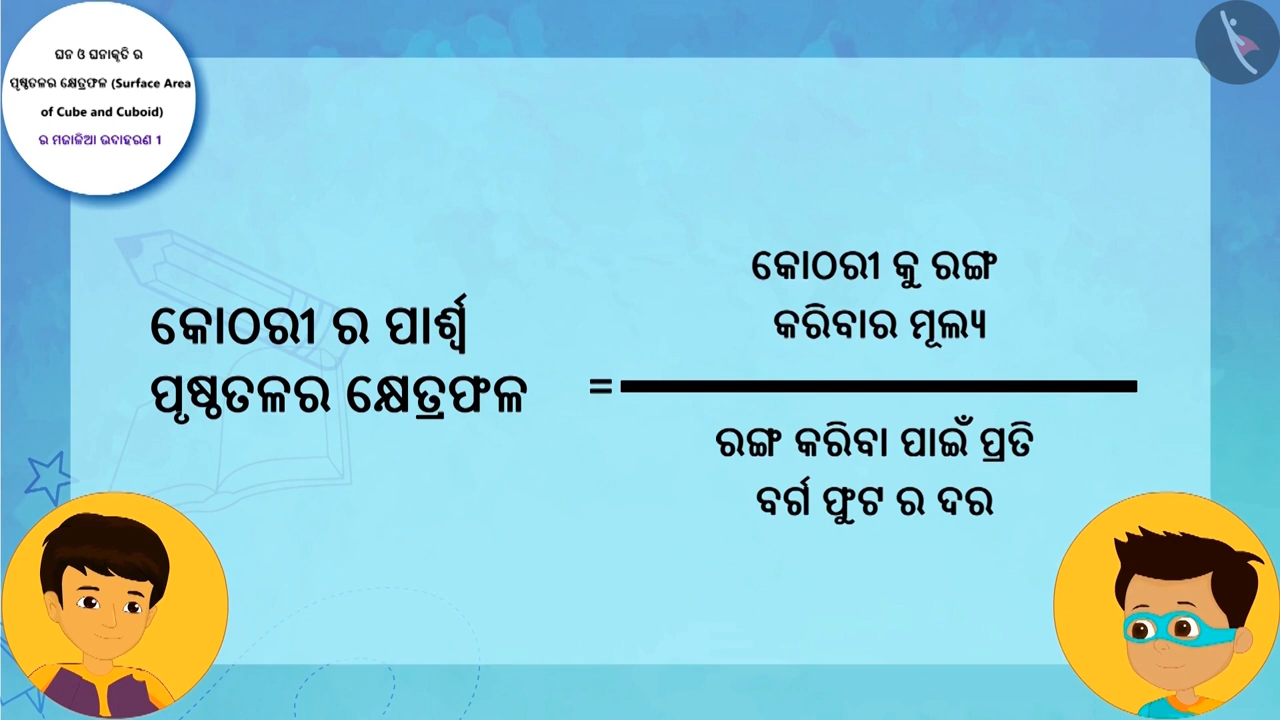 ଘନ ଓ ଘନାକୃତି ର
ପୃଷ୍ଠତଳର କ୍ଷେତ୍ରଫଳ (Surface Area
of Cube and Cuboid)
ର ମଜାଳିଆ ଉଦାହରଣ 1
କୋଠରୀ ର ପାର୍ଶ୍ୱ
ପୃଷ୍ଠତଳର କ୍ଷେତ୍ରଫଳ
=
କୋଠରୀ କୁ ରଙ୍ଗ
କରିବାର ମୂଲ୍ୟ
ରଙ୍ଗ କରିବା ପାଇଁ ପ୍ରତି
ବର୍ଗ ଫୁଟ ର ଦର